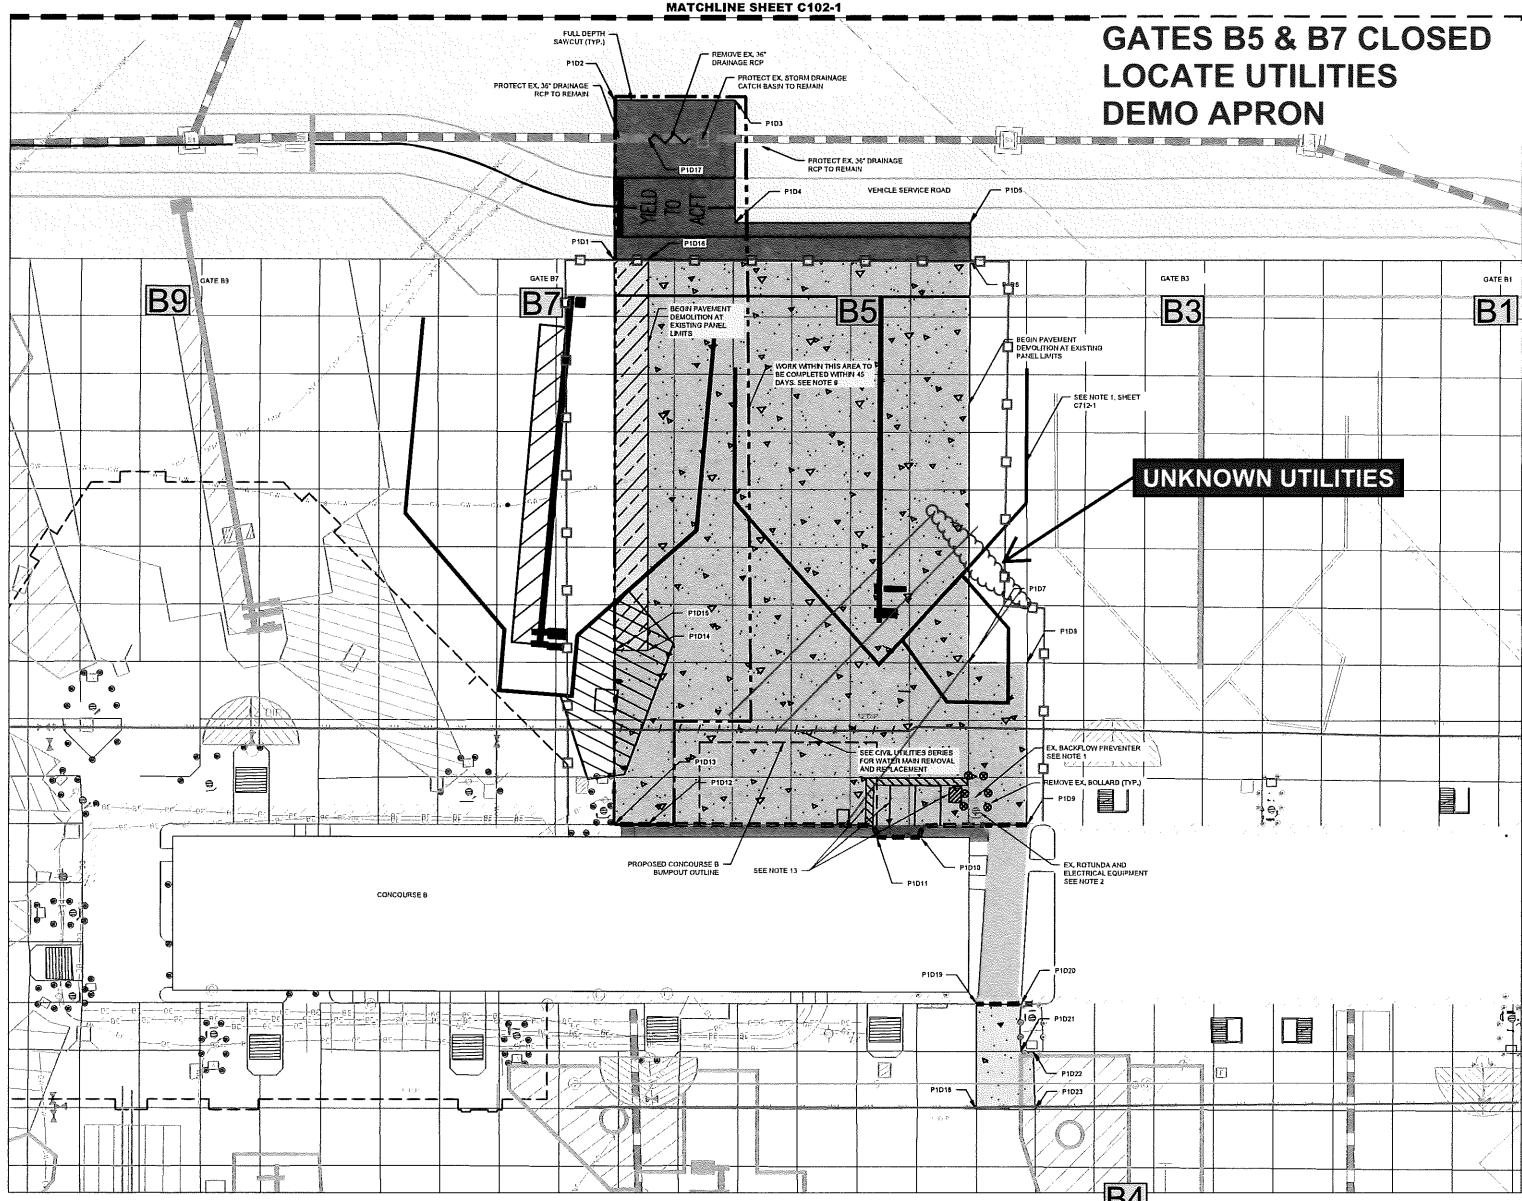 MATCHLINE SHEET C102-1
GATES B5 & B7 CLOSED
LOCATE UTILITIES
DEMO APRON
FULL DEPTH
SAWCUT (TYP.)
P1D2
REMOVE EX. 36"
DRAINAGE RCP
PROTECT EX. 36" DRAINAGE
RCP TO REMAIN
PROTECT EX. STORM DRAINAGE
CATCH BASIN TO REMAIN
P1D3
PROTECT EX. 36" DRAINAGE
RCP TO REMAIN
P1D17
P1D4
VEHICLE SERVICE ROAD
P1D5
YIELD
TO
ACFT
P1D1
P1D16
GATE B9
B9
GATE B7
B7
B5
GATE B3
B3
GATE B1
B1
BEGIN PAVEMENT
DEMOLITION AT
EXISTING PANEL
LIMITS
BEGIN PAVEMENT
DEMOLITION AT EXISTING
PANEL LIMITS
WORK WITHIN THIS AREA TO
BE COMPLETED WITHIN 45
DAYS. SEE NOTE 9
SEE NOTE 1, SHEET
C712-1
UNKNOWN UTILITIES
P1D7
P1D15
P1D14
P1D8
SEE CIVIL UTILITIES SERIES
FOR WATER MAIN REMOVAL
AND REPLACEMENT
EX. BACKFLOW PREVENTER
SEE NOTE 1
P1D13
P1D12
REMOVE EX. BOLLARD (TYP.)
P1D9
PROPOSED CONCOURSE B
BUMPOUT OUTLINE
SEE NOTE 13
P1D10
P1D11
EX. ROTUNDA AND
ELECTRICAL EQUIPMENT
SEE NOTE 2
CONCOURSE B
P1D19
P1D20
P1D21
P1D22
P1D18
P1D23
B4